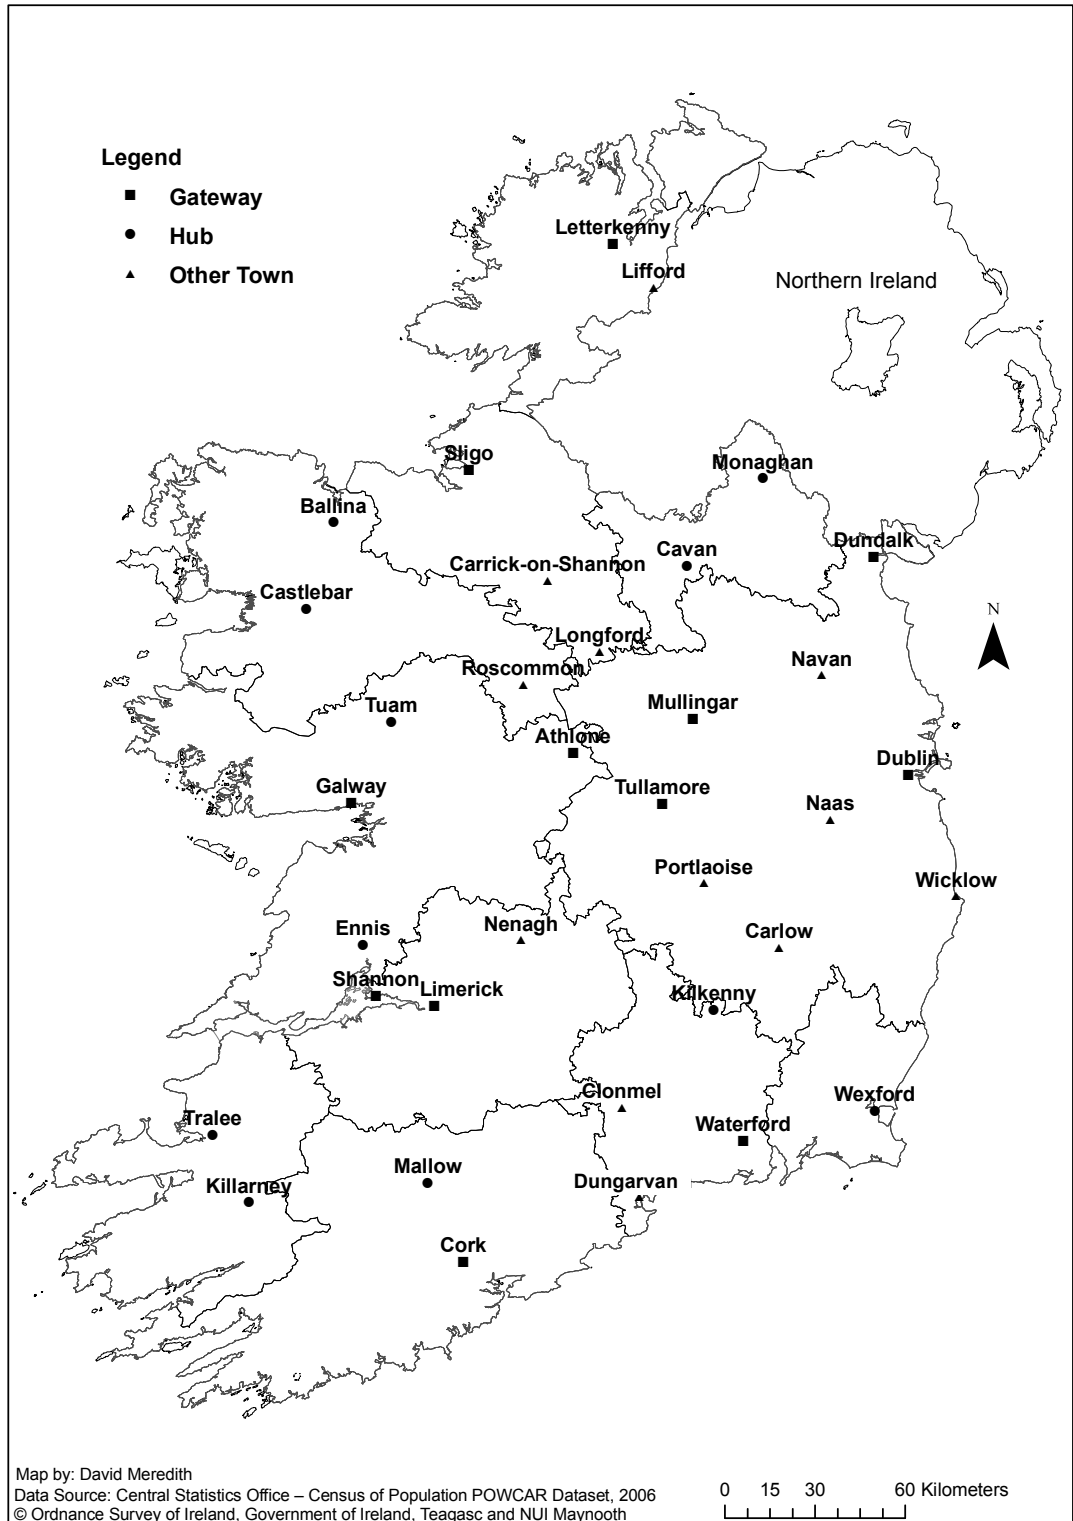 Legend
Gateway
Hub
Other Town
Letterkenny
Lifford
Northern Ireland
Sligo
Monaghan
Ballina
Dundalk
Cavan
Carrick-on-Shannon
Castlebar
N
Longford
Navan
Roscommon
Mullingar
Tuam
Athlone
Dublin
Galway
Tullamore
Naas
Portlaoise
Wicklow
Nenagh
Ennis
Carlow
Shannon
Limerick
Kilkenny
Clonmel
Wexford
Tralee
Waterford
Mallow
Killarney
Dungarvan
Cork
Map by: David Meredith
Data Source: Central Statistics Office – Census of Population POWCAR Dataset, 2006
© Ordnance Survey of Ireland, Government of Ireland, Teagasc and NUI Maynooth
0 15 30 60 Kilometers